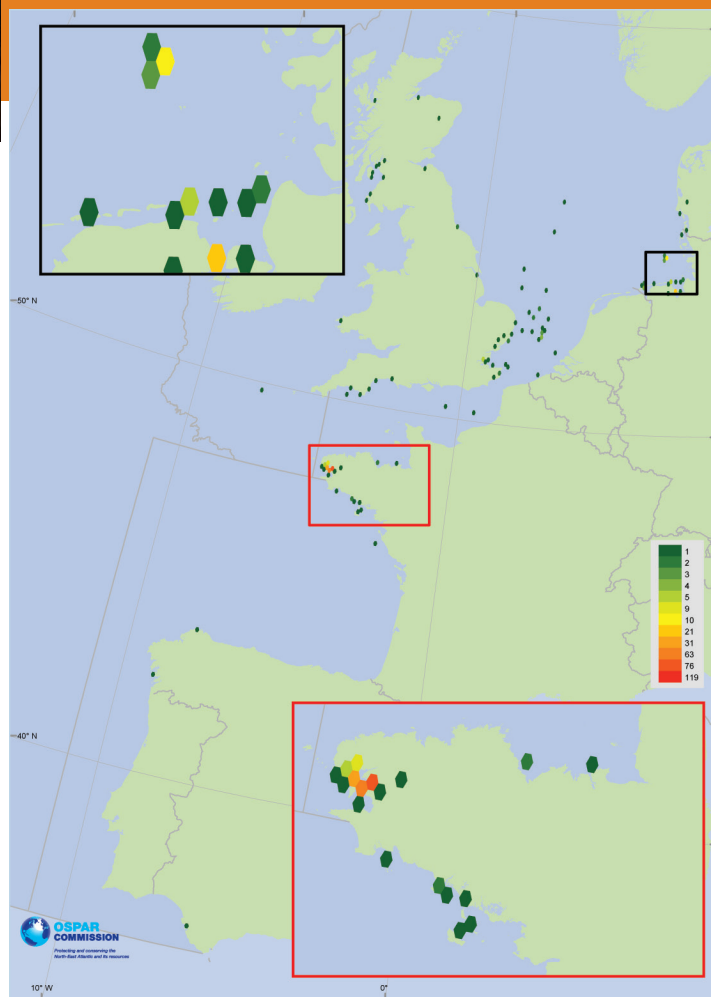 50° N
1
2
3
4
5
9
10
21
31
63
76
119
40° N
OSPAR
COMMISSION
Protecting and conserving the
North-East Atlantic and its resources
10° W
0°